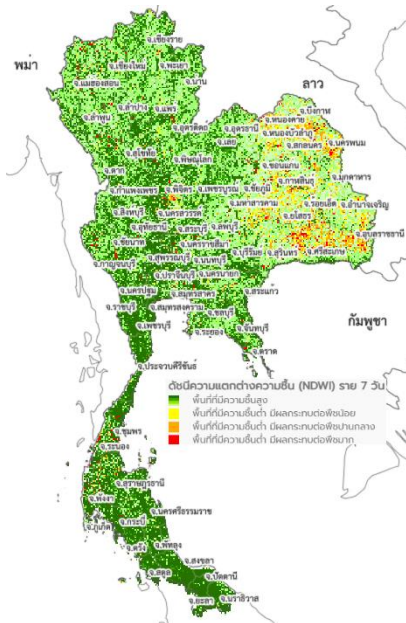 พม่า
ลาว
กัมพูชา
จ.เชียงราย
จ.เชียงใหม่
จ.พะเยา
จ.น่าน
จ.แม่ฮ่องสอน
จ.ลำปาง
จ.แพร่
จ.ลำพูน
จ.อุตรดิตถ์
จ.สุโขทัย
จ.ตาก
จ.พิษณุโลก
จ.เลย
จ.อุดรธานี
จ.บึงกาฬ
จ.หนองคาย
จ.หนองบัวลำภู
จ.นครพนม
จ.สกลนคร
จ.ขอนแก่น
จ.มุกดาหาร
จ.กาฬสินธุ์
จ.กำแพงเพชร
จ.พิจิตร
จ.เพชรบูรณ์
จ.ชัยภูมิ
จ.มหาสารคาม
จ.ร้อยเอ็ด
จ.อำนาจเจริญ
จ.ยโสธร
จ.สิงห์บุรี
จ.นครสวรรค์
จ.อุทัยธานี
จ.สระบุรี
จ.ลพบุรี
จ.บุรีรัมย์
จ.สุรินทร์
จ.ศรีสะเกษ
จ.อุบลราชธานี
จ.ชัยนาท
จ.นครราชสีมา
จ.สุพรรณบุรี
จ.นนทบุรี
จ.กาญจนบุรี
จ.ปราจีนบุรี
จ.นครนายก
จ.สระแก้ว
จ.นครปฐม
จ.สมุทรสาคร
จ.ราชบุรี
จ.สมุทรสงคราม
จ.ชลบุรี
จ.เพชรบุรี
จ.ระยอง
จ.จันทบุรี
จ.ตราด
จ.ประจวบคีรีขันธ์
ดัชนีความแตกต่างความชื้น (NDWI) ราย 7 วัน
พื้นที่ที่มีความชื้นสูง
พื้นที่ที่มีความชื้นต่ำ มีผลกระทบต่อพืชน้อย
พื้นที่ที่มีความชื้นต่ำ มีผลกระทบต่อพืชปานกลาง
พื้นที่ที่มีความชื้นต่ำ มีผลกระทบต่อพืชมาก
จ.ชุมพร
จ.ระนอง
จ.สุราษฎร์ธานี
จ.พังงา
จ.นครศรีธรรมราช
จ.ภูเก็ต
จ.กระบี่
จ.ตรัง
จ.พัทลุง
จ.สงขลา
จ.สตูล
จ.ปัตตานี
จ.ยะลา
จ.นราธิวาส